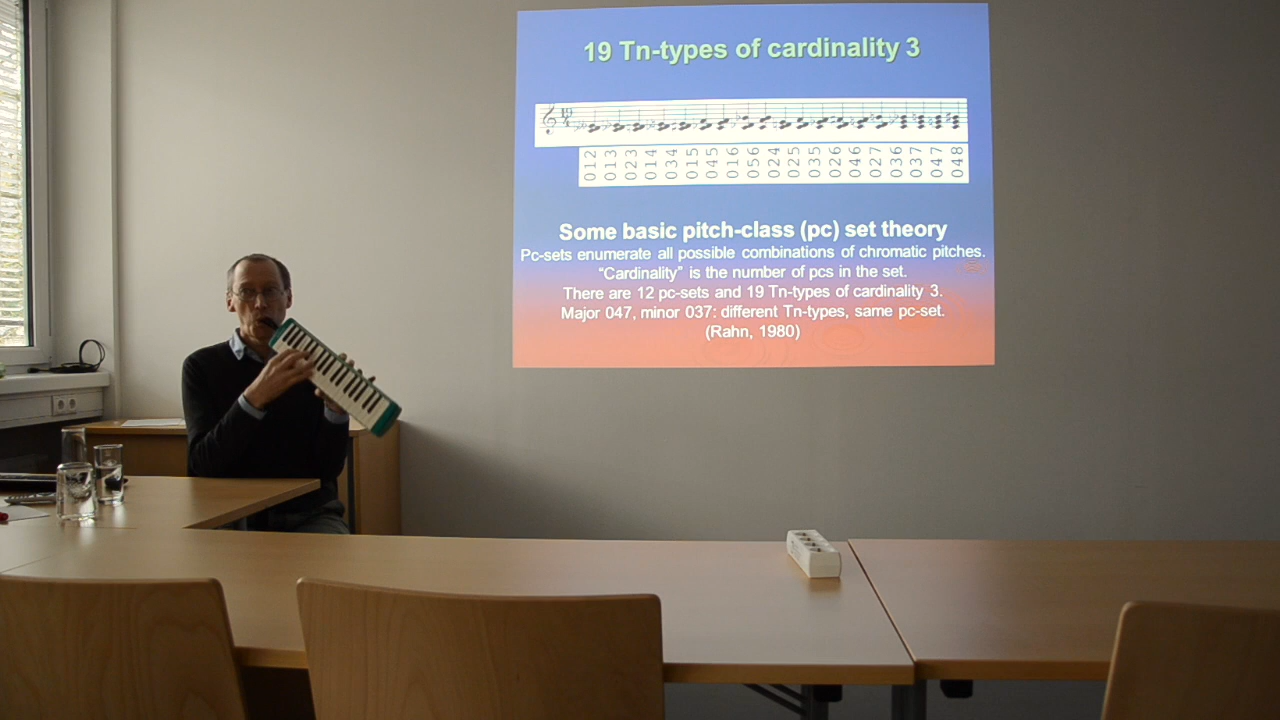 19 Tn-types of cardinality 3
19
4
012 013 023 014 034 015 045 016 056 024 025 035 026 046 027 036 037 047 048
Some basic pitch-class (pc) set theory
Pc-sets enumerate all possible combinations of chromatic pitches.
“Cardinality” is the number of pcs in the set.
There are 12 pc-sets and 19 Tn-types of cardinality 3.
Major 047, minor 037: different Tn-types, same pc-set.
(Rahn, 1980)